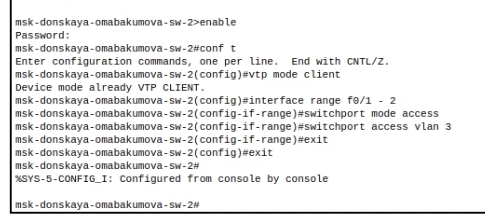 msk-donskaya-omabakumova-sw-2>enable
Password:
msk-donskaya-omabakumova-sw-2#conf t
Enter configuration commands, one per line.  End with CNTL/Z.
msk-donskaya-omabakumova-sw-2(config)#vtp mode client
Device mode already VTP CLIENT.
msk-donskaya-omabakumova-sw-2(config)#interface range f0/1 - 2
msk-donskaya-omabakumova-sw-2(config-if-range)#switchport mode access
msk-donskaya-omabakumova-sw-2(config-if-range)#switchport access vlan 3
msk-donskaya-omabakumova-sw-2(config-if-range)#exit
msk-donskaya-omabakumova-sw-2(config)#exit
msk-donskaya-omabakumova-sw-2#
%SYS-5-CONFIG_I: Configured from console by console
msk-donskaya-omabakumova-sw-2#